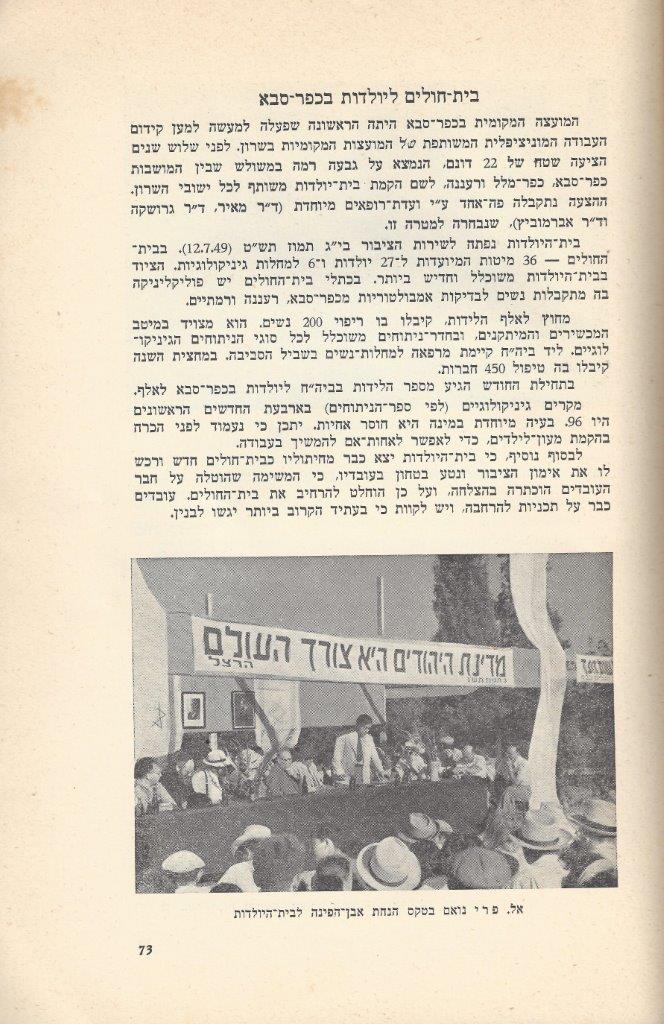 בית-חולים ליולדות בכפר-סבא
המועצה המקומית בכפר-סבא היתה הראשונה שפעלה למעשה למען קידום
העבודה המוניציפלית המשותפת של המועצות המקומיות בשרון. לפני שלוש שנים
הציעה שטח של 22 דונם, הנמצא על גבעה רמה במשולש שבין המושבות
כפר-סבא, כפר-מלל ורעננה, לשם הקמת בית-יולדות משותף לכל ישובי השרון.
ההצעה נתקבלה פה-אחד ע״י ועדת-רופאים מיוחדת (ד״ר מאיר, ד״ר גרושקה
וד״ר אברמוביץ), שנבחרה למטרה זו.
בית-היולדות נפתה לשירות הציבור בי״ג תמוז תש״ט (12.7.49). בבית-
החולים — 36 מיטות המיועדות ל-27 יולדות ו-6 למחלות גיניקולוגיות. הציוד
בבית-היולדות משוכלל וחדיש ביותר. בכתלי בית-החולים יש פוליקליניקה
בה מתקבלות נשים לבדיקות אמבולטוריות מכפר-סבא, רעננה ורמתיים.
מחוץ לאלף הלידות, קיבלו בו ריפוי 200 נשים. הוא מצויד במיטב
המכשירים והמיתקנים, ובחדר-ניתוחים משוכלל לכל סוגי הניתוחים הגיניקו-
לוגיים. ליד ביה״ח קיימת מרפאה למחלות-נשים בשביל הסביבה. במחצית השנה
קיבלו בה טיפול 450 חברות.
בתחילת החודש הגיע מספר הלידות בביה״ח ליולדות בכפר-סבא לאלף.
מקרים גיניקולוגיים (לפי ספר-הניתוחים) בארבעת החדשים הראשונים
היו 96. בעיה מיוחדת במינה היא חוסר אחיות. יתכן כי נעמוד לפני הכרח
בהקמת מעון-לילדים, כדי לאפשר לאחות-אם להמשיך בעבודה.
לבסוף נוסיף, כי בית-היולדות יצא כבר מחיתוליו כבית-חולים חדש ורכש
לו את אימון הציבור ונטע בטחון בעובדיו, כי המשימה שהוטלה על חבר
העובדים הוכתרה בהצלחה, ועל כן הוחלט להרחיב את בית-החולים. עובדים
כבר על תכניות להרחבה, ויש לקוות כי בעתיד הקרוב ביותר יגשו לבנין.
מדינת היהודים היא צורך העולם
הרצל
אל. פרי נואם בטקס הנחת אבן-הפינה לבית-היולדות
73